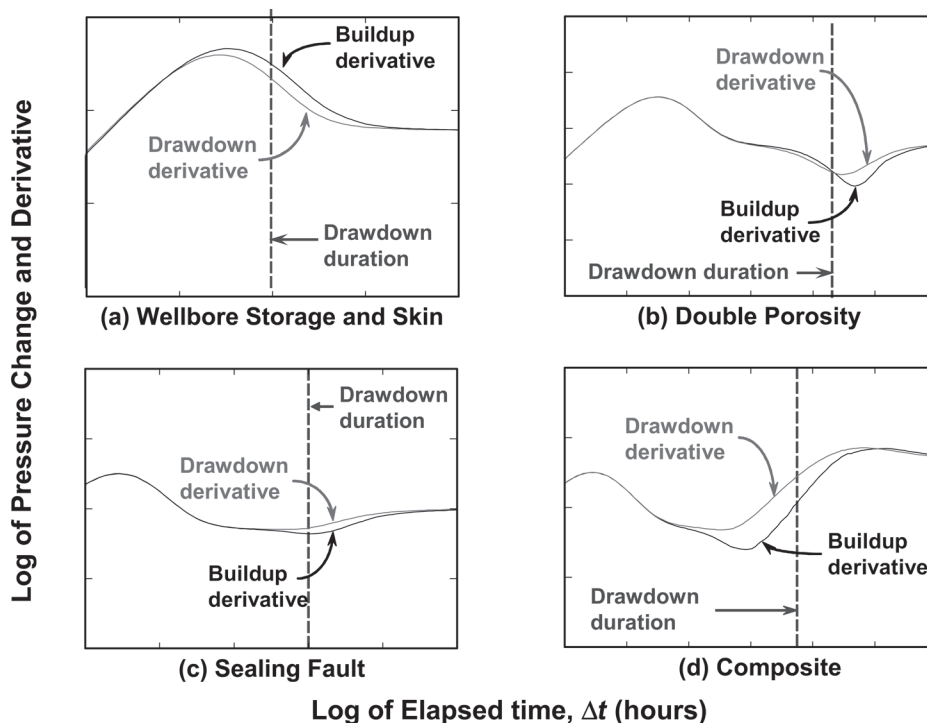 Log of Pressure Change and Derivative
Buildup
derivative
Drawdown
derivative
Drawdown
duration
(a) Wellbore Storage and Skin
Drawdown
derivative
Buildup
derivative
Drawdown duration
(b) Double Porosity
Drawdown
duration
Drawdown
derivative
Buildup
derivative
(c) Sealing Fault
Drawdown
derivative
Buildup
derivative
Drawdown
duration
(d) Composite
Log of Elapsed time, Δt (hours)